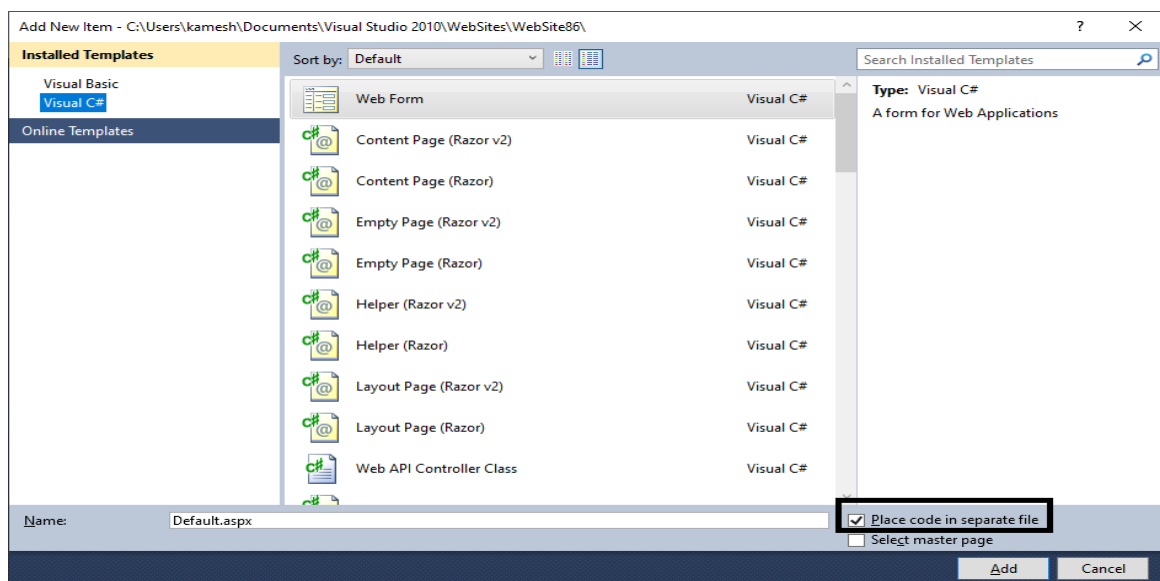 Add New Item - C:\Users\kamesh\Documents\Visual Studio 2010\WebSites\WebSite86\ ?
Installed Templates
Visual Basic
Visual C#
Online Templates
Sort by: Default
Web Form Visual C#
Content Page (Razor v2) Visual C#
Content Page (Razor) Visual C#
Empty Page (Razor v2) Visual C#
Empty Page (Razor) Visual C#
Helper (Razor v2) Visual C#
Helper (Razor) Visual C#
Layout Page (Razor v2) Visual C#
Layout Page (Razor) Visual C#
Web API Controller Class Visual C#
Search Installed Templates
Type: Visual C#
A form for Web Applications
Name: Default.aspx
Place code in separate file
Select master page
Add Cancel